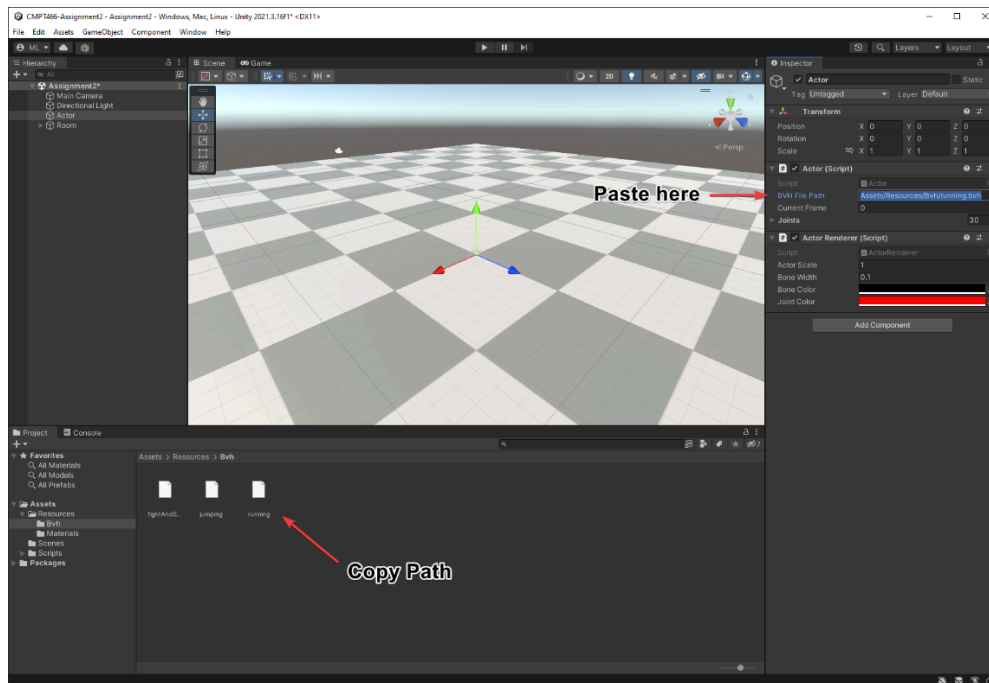 CMPT466-Assignment2 - Assignment2 - Windows, Mac, Linux - Unity 2021.3.16f1* <DX11>
File Edit Assets GameObject Component Window Help
ML
Layers Layout
Hierarchy
Scene Game
Inspector
All
2D
Actor Static
Assignment2*
Tag Untagged Layer Default
Main Camera
Directional Light
Actor
Room
Transform
Position X 0 Y 0 Z 0
Rotation X 0 Y 0 Z 0
Scale X 1 Y 1 Z 1
Persp
Actor (Script)
Script Actor
Paste here
BVH File Path Assets/Resources/Bvh/running.bvh
Current Frame 0
Joints 30
Actor Renderer (Script)
Script ActorRenderer
Actor Scale 1
Bone Width 0.1
Bone Color
Joint Color
Add Component
Project Console
Favorites
All Materials
All Models
All Prefabs
Assets > Resources > Bvh
Assets
Resources
Bvh
Materials
Scenes
Scripts
Packages
fightAndS... jumping running
Copy Path